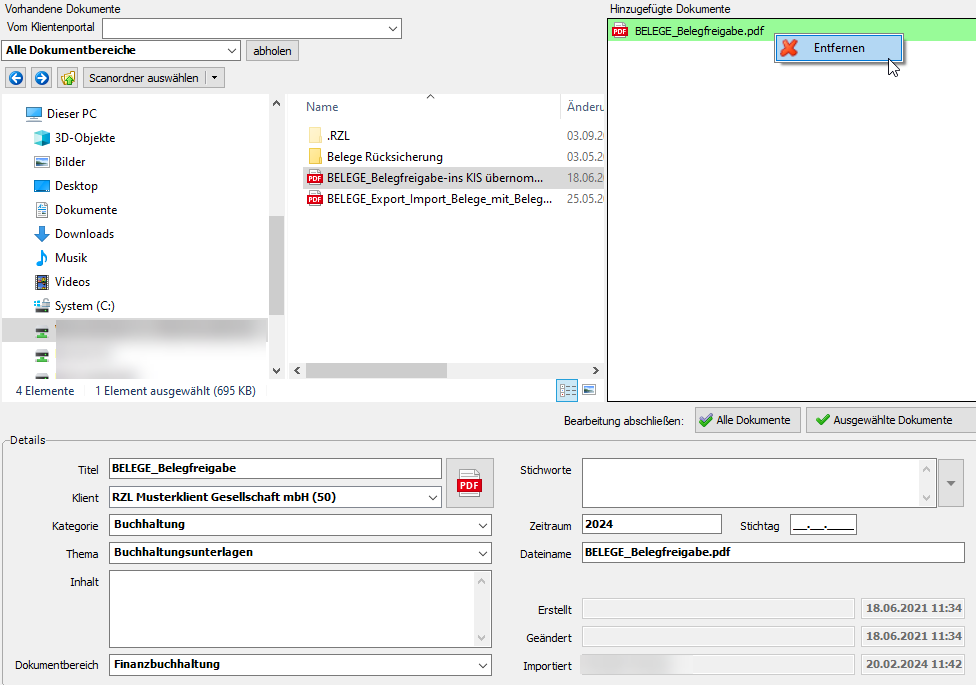 Vorhandene Dokumente
Vom Klientenportal
Alle Dokumentbereiche
abholen
Scanordner auswählen
Dieser PC
3D-Objekte
Bilder
Desktop
Dokumente
Downloads
Musik
Videos
System (C:)
Name
Änderu
.RZL
03.09.2
Belege Rücksicherung
03.05.2
PDF BELEGE_Belegfreigabe-ins KIS übernom...
18.06.2
PDF BELEGE_Export_Import_Belege_mit_Beleg...
25.05.2
4 Elemente
1 Element ausgewählt (695 KB)
Hinzugefügte Dokumente
PDF BELEGE_Belegfreigabe.pdf
Entfernen
Bearbeitung abschließen:
Alle Dokumente
Ausgewählte Dokumente
Details
Titel
BELEGE_Belegfreigabe
PDF
Klient
RZL Musterklient Gesellschaft mbH (50)
Kategorie
Buchhaltung
Thema
Buchhaltungsunterlagen
Inhalt
Dokumentbereich
Finanzbuchhaltung
Stichworte
Zeitraum
2024
Stichtag
__.__.____
Dateiname
BELEGE_Belegfreigabe.pdf
Erstellt
18.06.2021 11:34
Geändert
18.06.2021 11:34
Importiert
20.02.2024 11:42